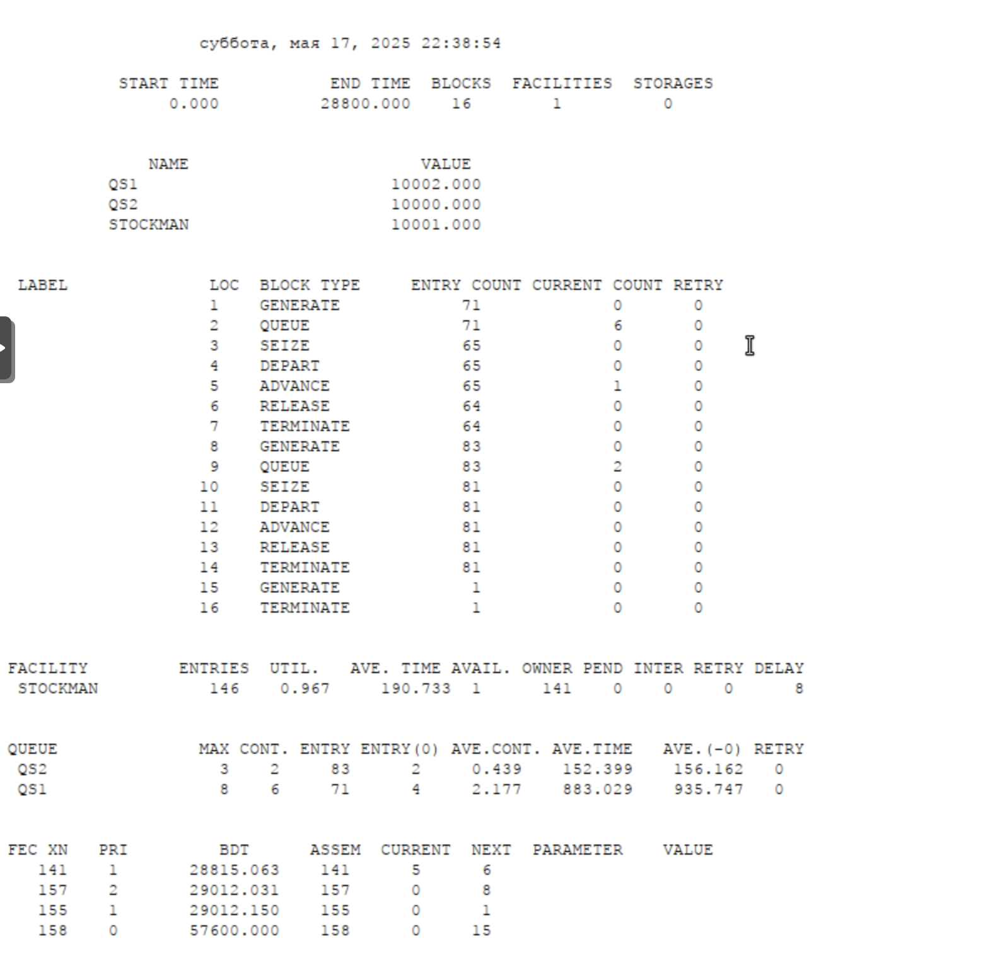 суббота, мая 17, 2025 22:38:54
START TIME END TIME BLOCKS FACILITIES STORAGES
0.000 28800.000 16 1 0
NAME VALUE
QS1 10002.000
QS2 10000.000
STOCKMAN 10001.000
LABEL LOC BLOCK TYPE ENTRY COUNT CURRENT COUNT RETRY
1 GENERATE 71 0 0
2 QUEUE 71 6 0
3 SEIZE 65 0 0
4 DEPART 65 0 0
5 ADVANCE 65 1 0
6 RELEASE 64 0 0
7 TERMINATE 64 0 0
8 GENERATE 83 0 0
9 QUEUE 83 2 0
10 SEIZE 81 0 0
11 DEPART 81 0 0
12 ADVANCE 81 0 0
13 RELEASE 81 0 0
14 TERMINATE 81 0 0
15 GENERATE 1 0 0
16 TERMINATE 1 0 0
FACILITY ENTRIES UTIL. AVE. TIME AVAIL. OWNER PEND INTER RETRY DELAY
STOCKMAN 146 0.967 190.733 1 141 0 0 0 8
QUEUE MAX CONT. ENTRY ENTRY(0) AVE.CONT. AVE.TIME AVE.(-0) RETRY
QS2 3 2 83 2 0.439 152.399 156.162 0
QS1 8 6 71 4 2.177 883.029 935.747 0
FEC XN PRI BDT ASSEM CURRENT NEXT PARAMETER VALUE
141 1 28815.063 141 5 6
157 2 29012.031 157 0 8
155 1 29012.150 155 0 1
158 0 57600.000 158 0 15